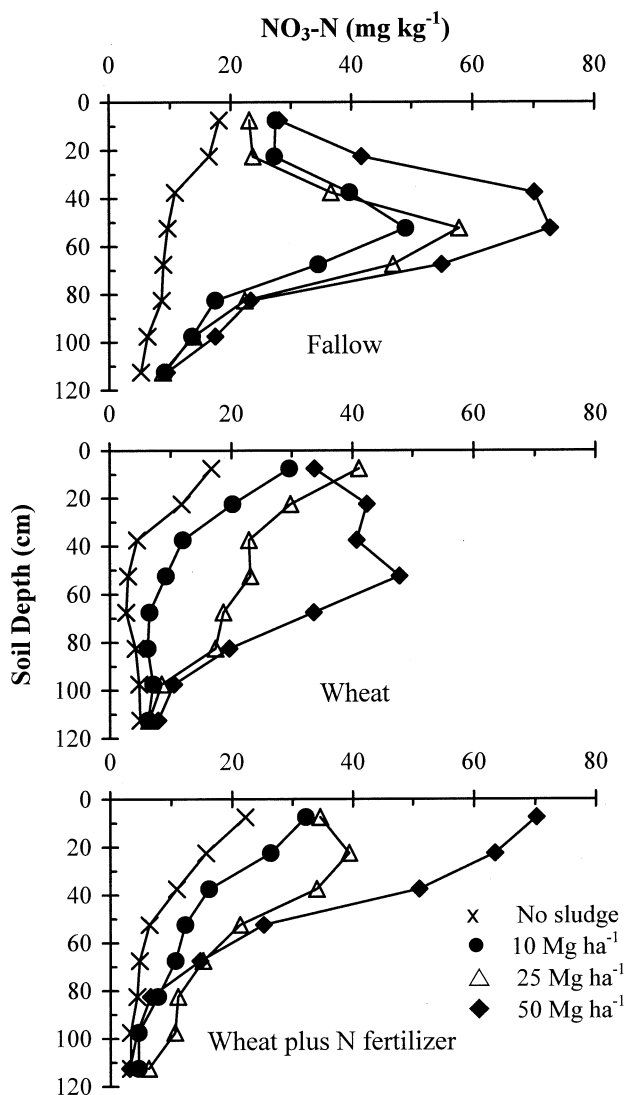 NO₃-N (mg kg⁻¹)
0 20 40 60 80
0
20
40
60
80
100
120
Fallow
0 20 40 60 80
0
20
40
60
80
100
120
Soil Depth (cm)
Wheat
0 20 40 60 80
0
20
40
60
80
100
120
No sludge
10 Mg ha⁻¹
25 Mg ha⁻¹
50 Mg ha⁻¹
Wheat plus N fertilizer